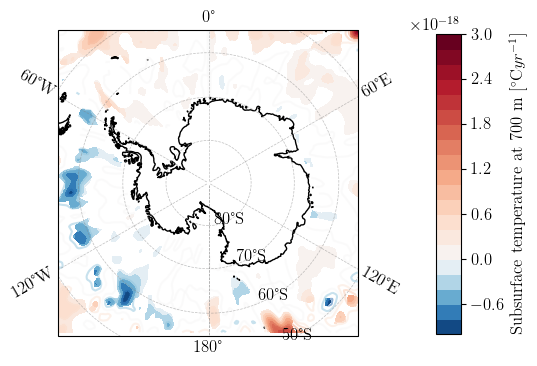 0°
×10⁻¹⁸
3.0
60°W
60°E
2.4
1.8
1.2
80°S
0.6
70°S
0.0
120°W
120°E
60°S
−0.6
50°S
180°
Subsurface temperature at 700 m [°Cyr⁻¹]